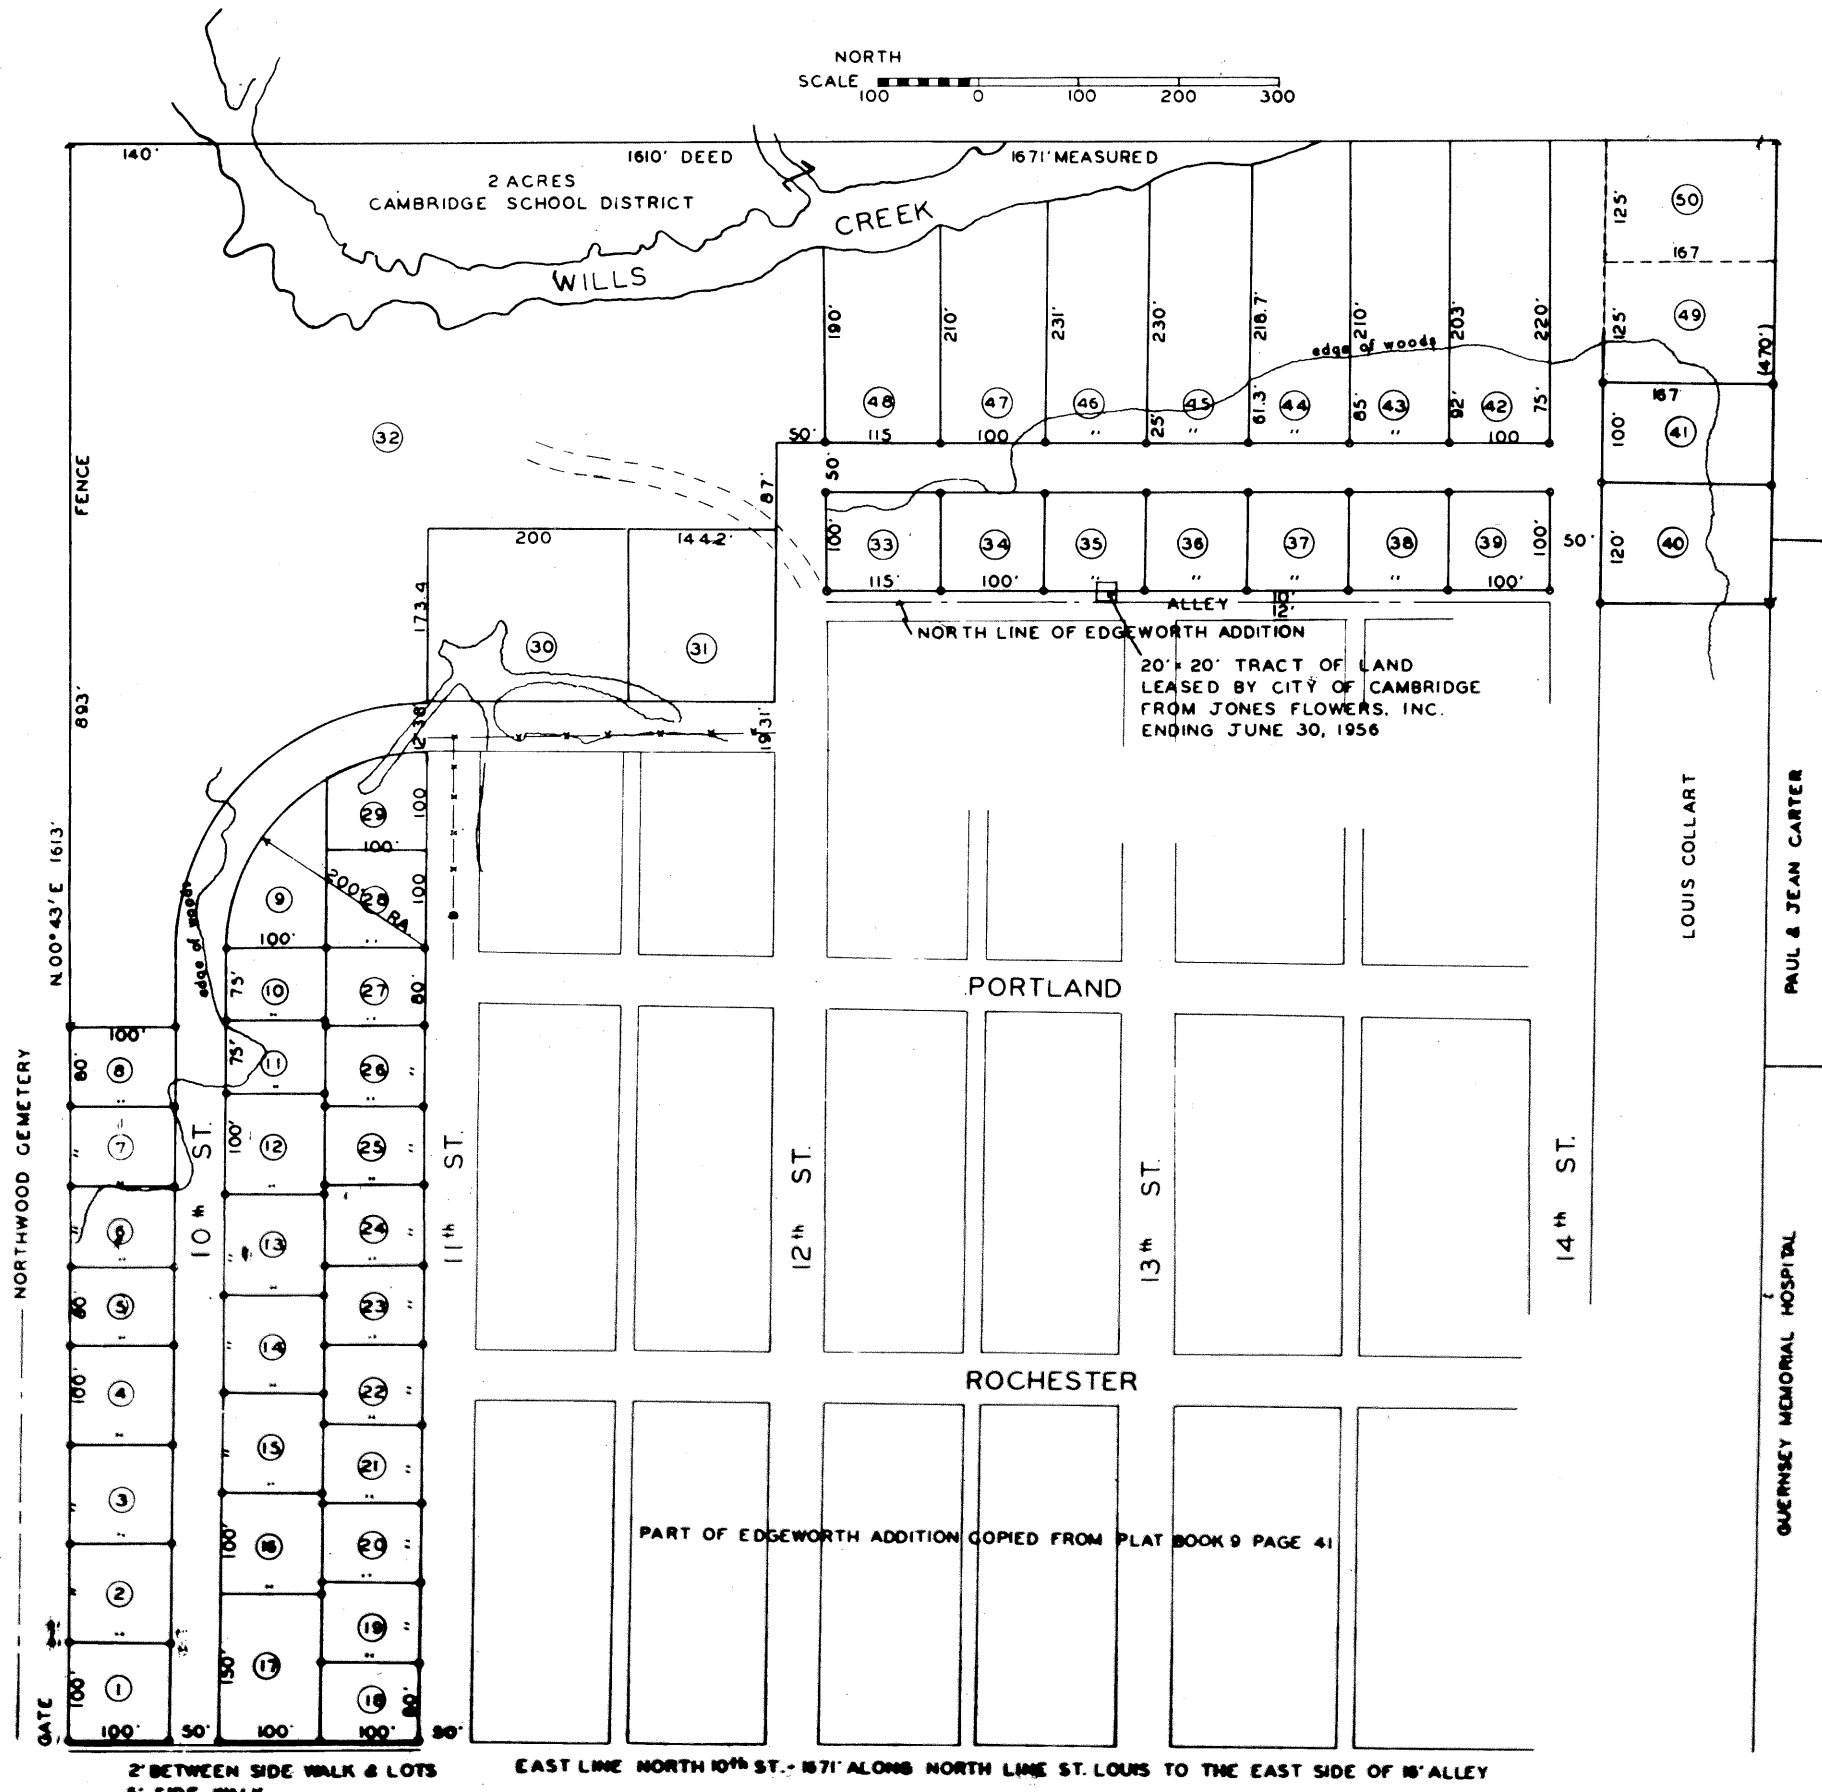 NORTH
SCALE
100 0 100 200 300
140' 1610' DEED 1671' MEASURED
2 ACRES
CAMBRIDGE SCHOOL DISTRICT
WILLS CREEK
125' 50
167
125' 49
(470')
190' 210' 231' 230' 218.7' 210' 203' 220'
edge of woods
167'
100' 41
48 47 46 45 44 43 42
25' 61.3' 85' 92' 75'
50' 115 100 " " " " 100
32
FENCE
50'
87'
100' 33 34 35 36 37 38 39 100' 50' 120' 40
115' 100' " " " " 100'
200 144.2'
173.4
30 31
ALLEY 10'
12'
NORTH LINE OF EDGEWORTH ADDITION
20' x 20' TRACT OF LAND
LEASED BY CITY OF CAMBRIDGE
FROM JONES FLOWERS, INC.
ENDING JUNE 30, 1956
893'
12.38' 19.31'
N.00°43' E 1613'
29 100
100'
28 100
200' RA.
9
100' "
edge of woods
75' 10 27 80'
"
100'
80' 8
"
75' 11 26 "
" "
" 7
"
100' 12 25 "
" "
" 6
13 24 "
" "
80' 5
"
23 "
"
14
"
100' 4
"
22 "
"
15
"
" 3
"
21 "
"
100' 16
"
20 "
"
" 2
"
19 "
"
150' 17
100' 1
18 80'
100' 50' 100' 100' 50'
NORTHWOOD CEMETERY
GATE
10th ST.
11th ST.
12th ST.
13th ST.
14th ST.
PORTLAND
ROCHESTER
LOUIS COLLART
PAUL & JEAN CARTER
GUERNSEY MEMORIAL HOSPITAL
PART OF EDGEWORTH ADDITION COPIED FROM PLAT BOOK 9 PAGE 41
2' BETWEEN SIDE WALK & LOTS
EAST LINE NORTH 10th ST. - 1671' ALONG NORTH LINE ST. LOUIS TO THE EAST SIDE OF 16' ALLEY
SIDE WALK